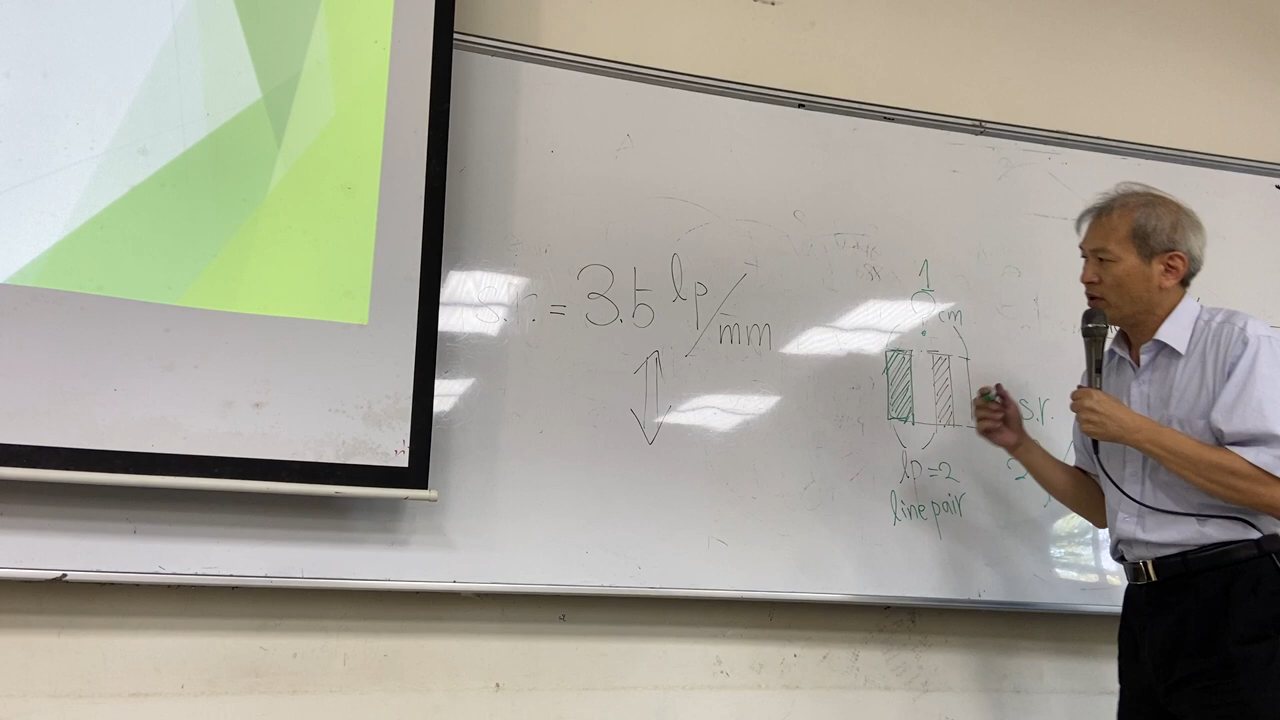 s.r. = 3.5 lp/mm
1
? cm
lp=2
line pair
s.r.
2